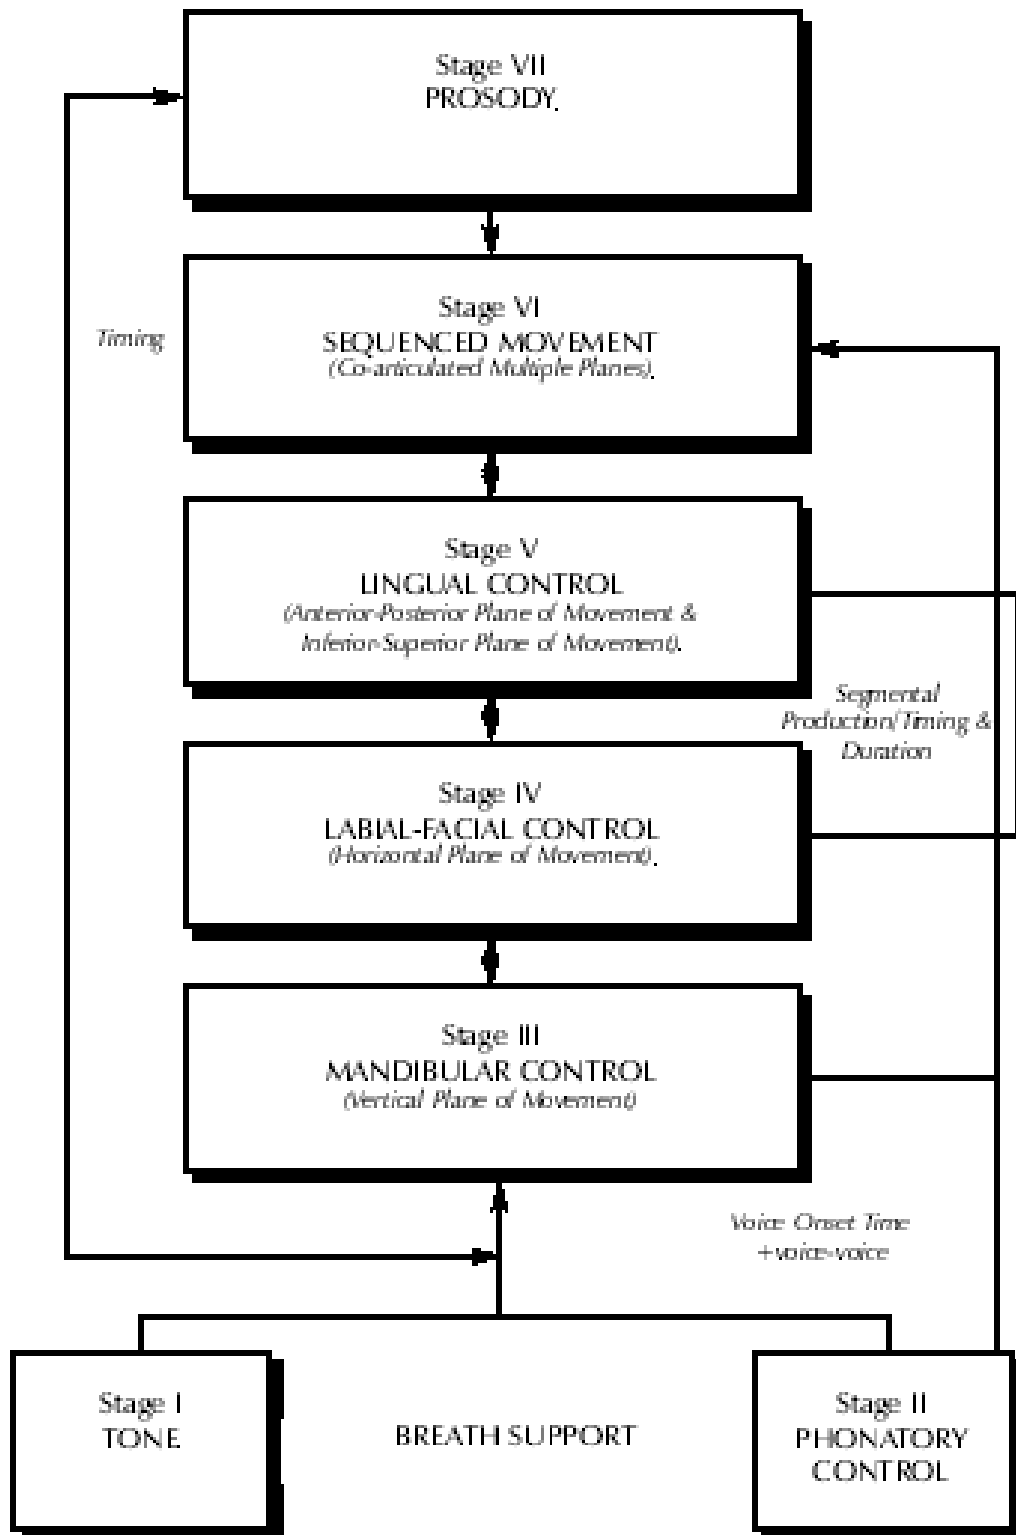 Stage VII
PROSODY.
Timing
Stage VI
SEQUENCED MOVEMENT
(Co-articulated Multiple Planes).
Stage V
LINGUAL CONTROL
(Anterior-Posterior Plane of Movement &
Inferior-Superior Plane of Movement).
Segmental
Production/Timing &
Duration
Stage IV
LABIAL-FACIAL CONTROL
(Horizontal Plane of Movement).
Stage III
MANDIBULAR CONTROL
(Vertical Plane of Movement)
Voice Onset Time
+voice-voice
Stage I
TONE
BREATH SUPPORT
Stage II
PHONATORY
CONTROL